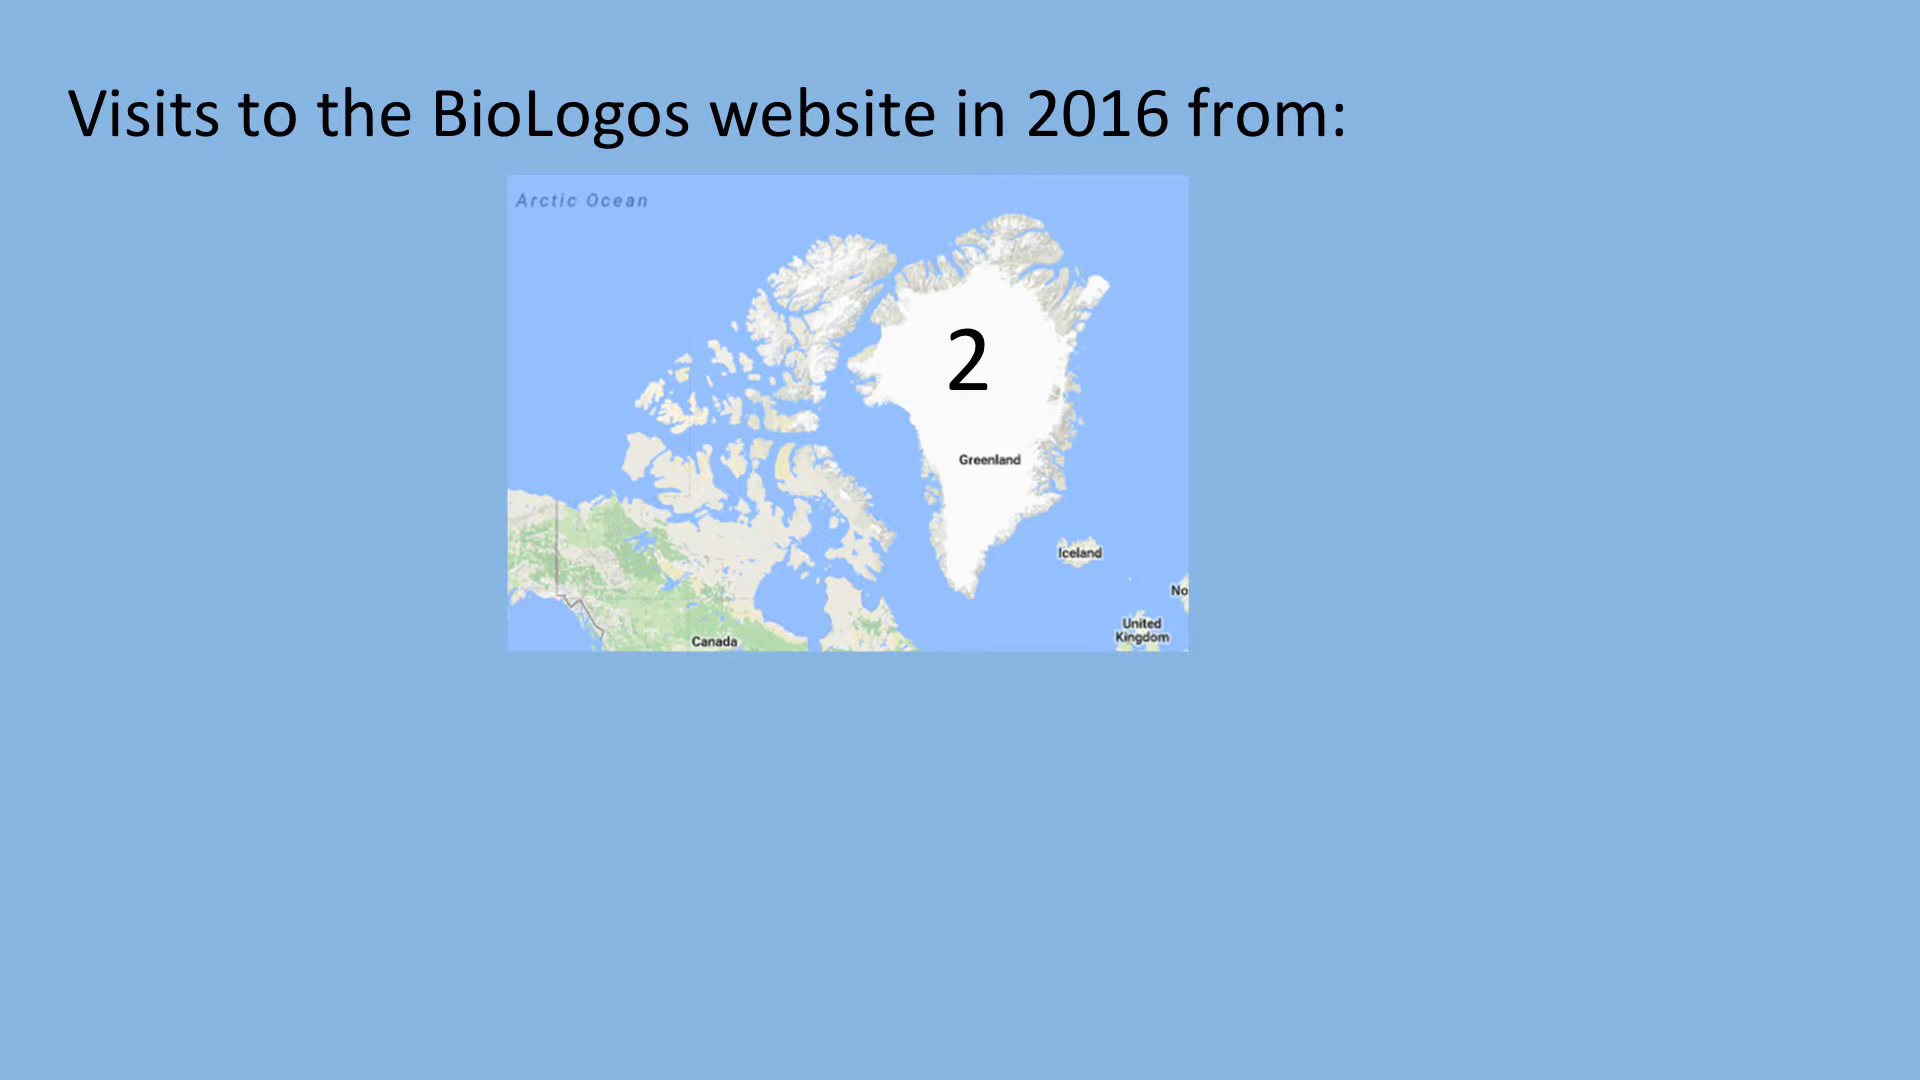 Visits to the BioLogos website in 2016 from:
Arctic Ocean
2
Greenland
Iceland
No
United
Kingdom
Canada